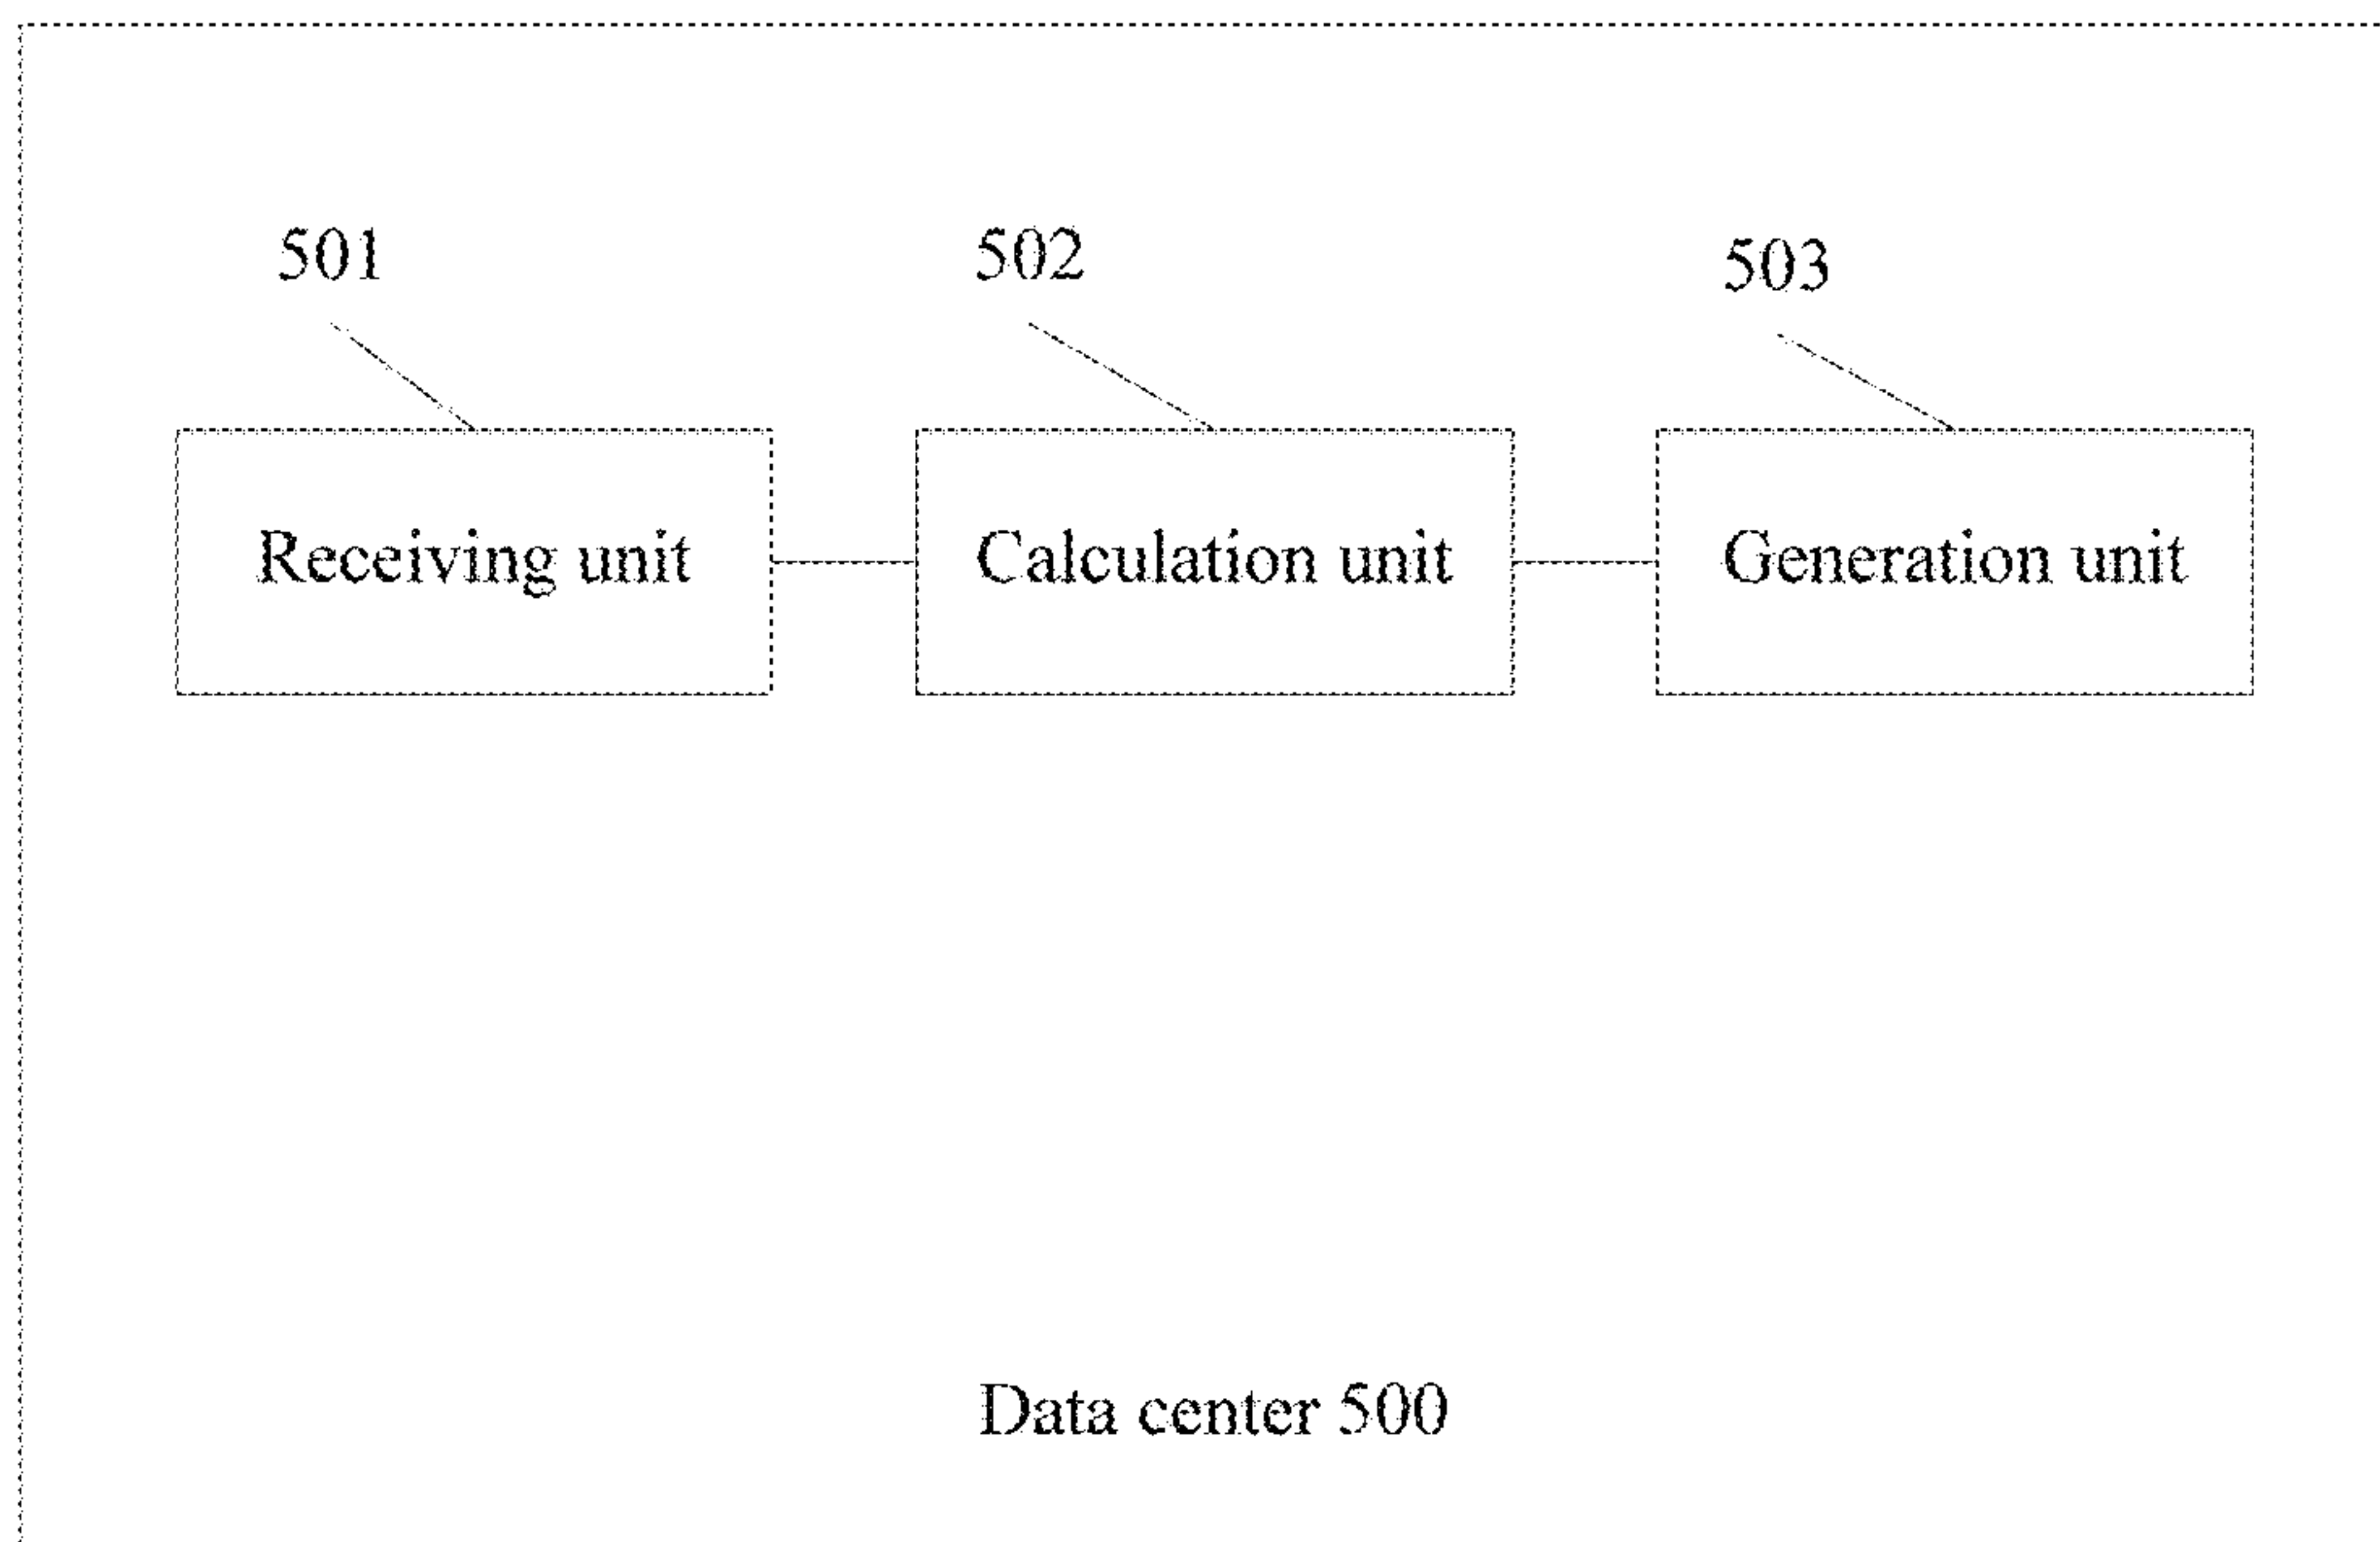 501
502
503
Receiving unit
Calculation unit
Generation unit
Data center 500